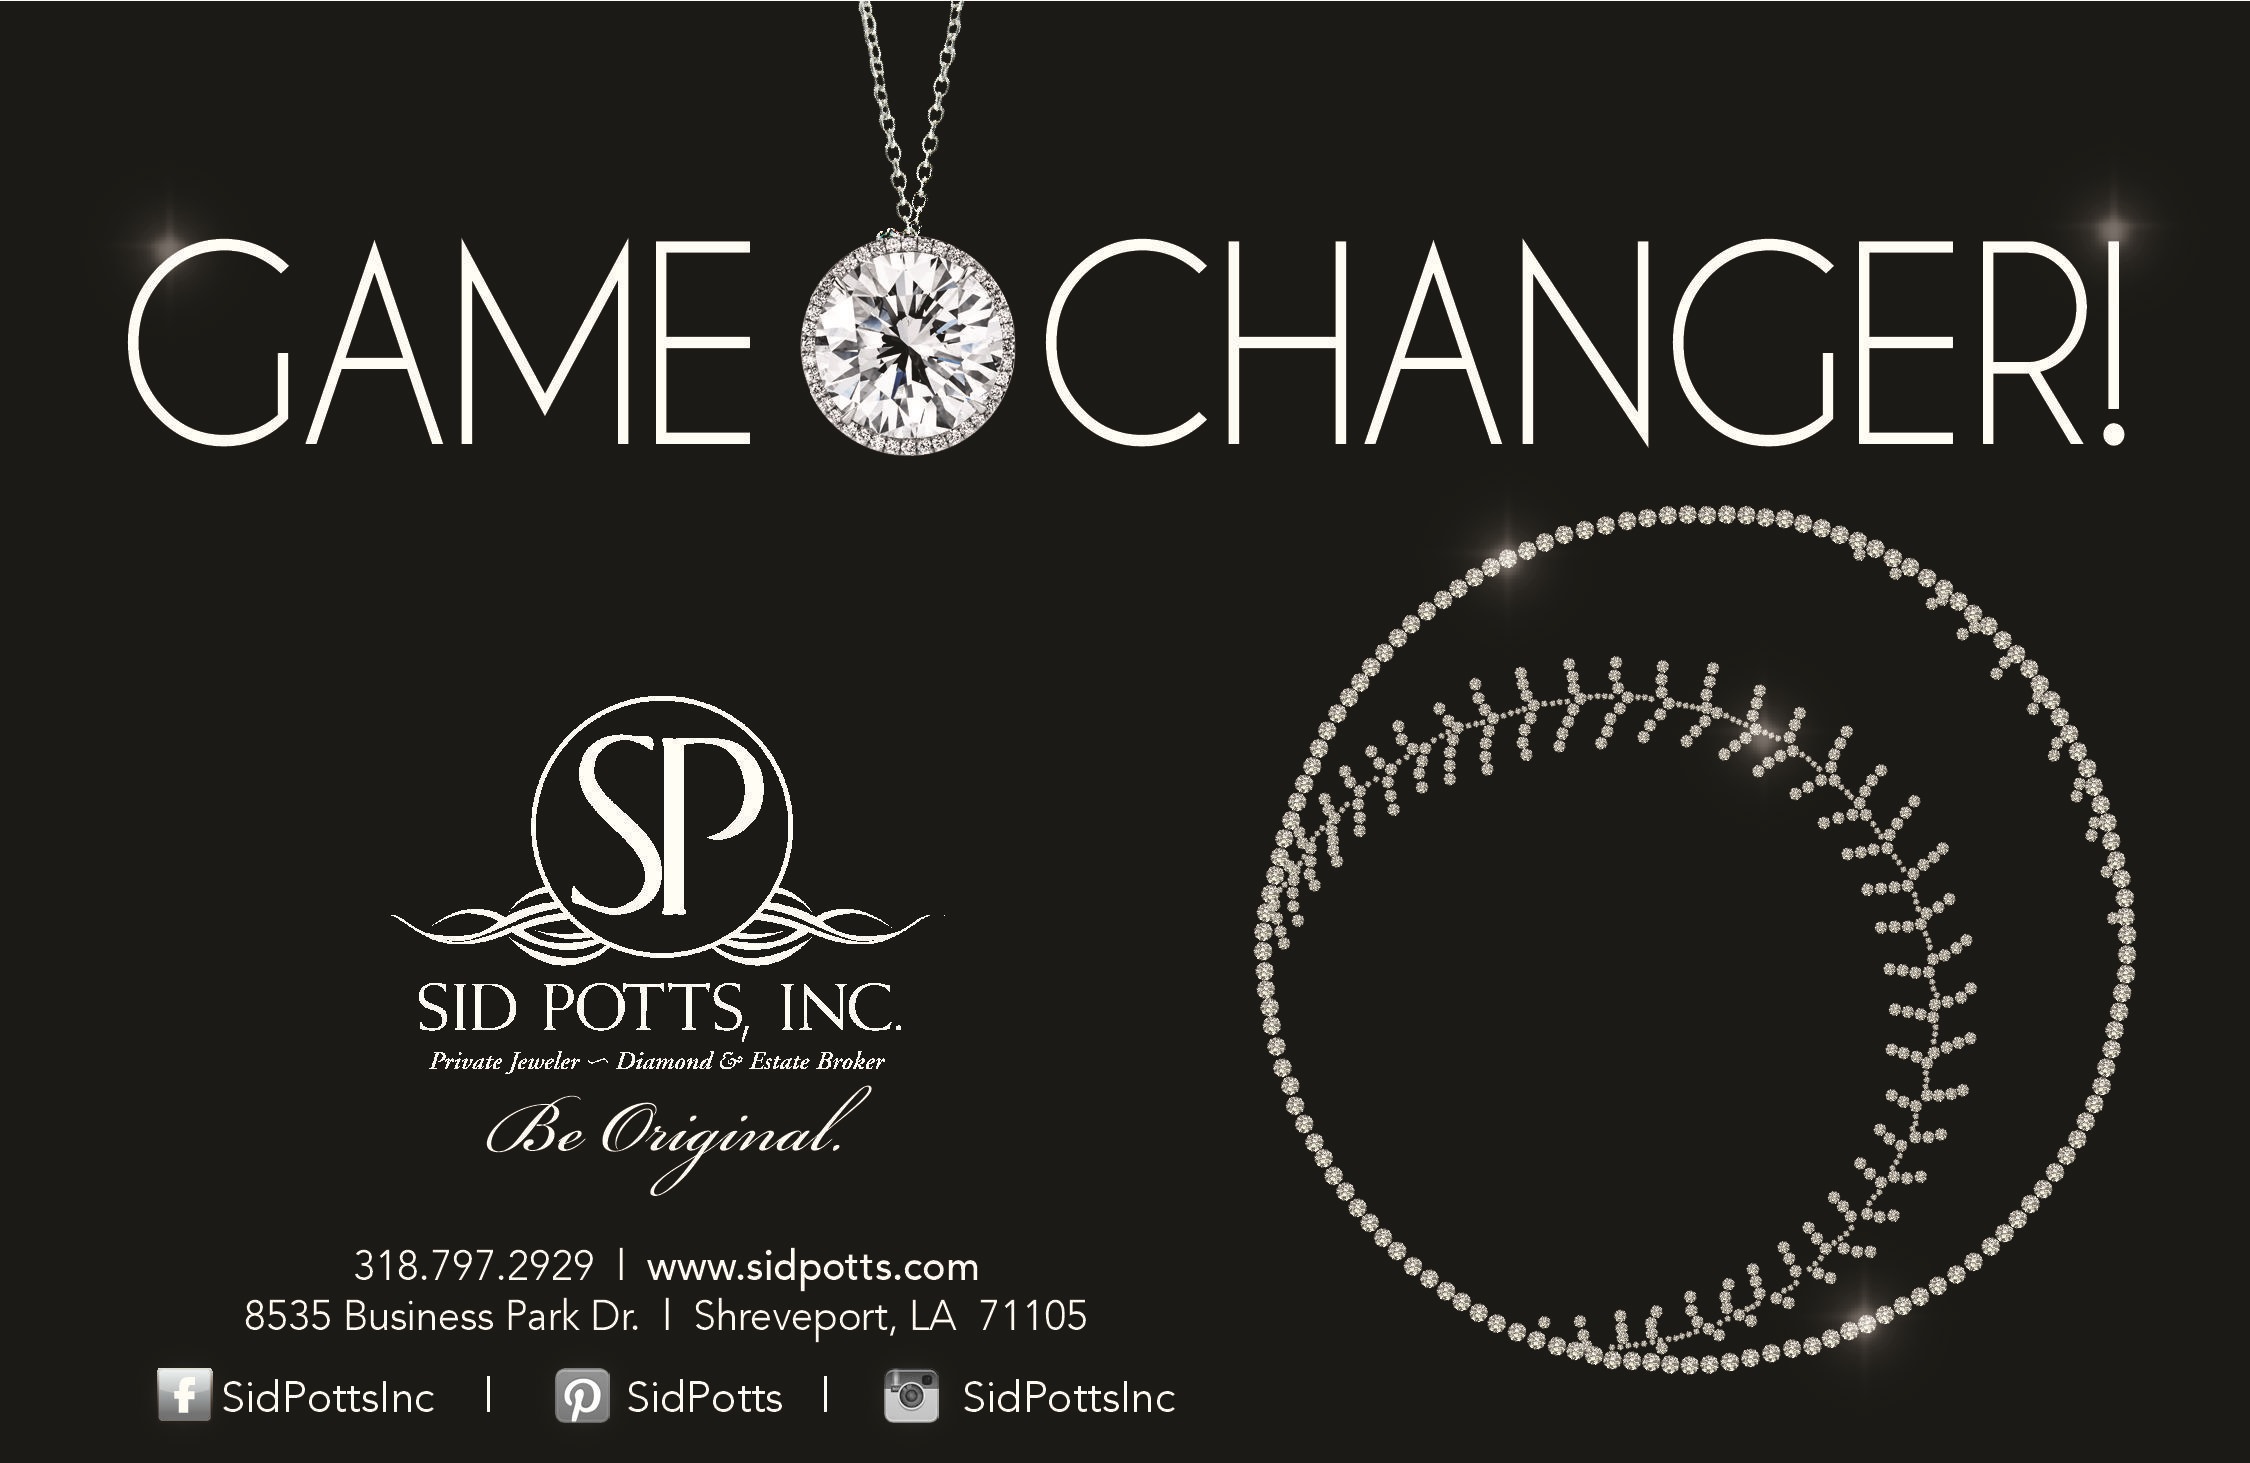 GAME CHANGER!
SP
SID POTTS, INC.
Private Jeweler ~ Diamond & Estate Broker
Be Original.
318.797.2929 | www.sidpotts.com
8535 Business Park Dr. | Shreveport, LA 71105
f SidPottsInc | SidPotts | SidPottsInc